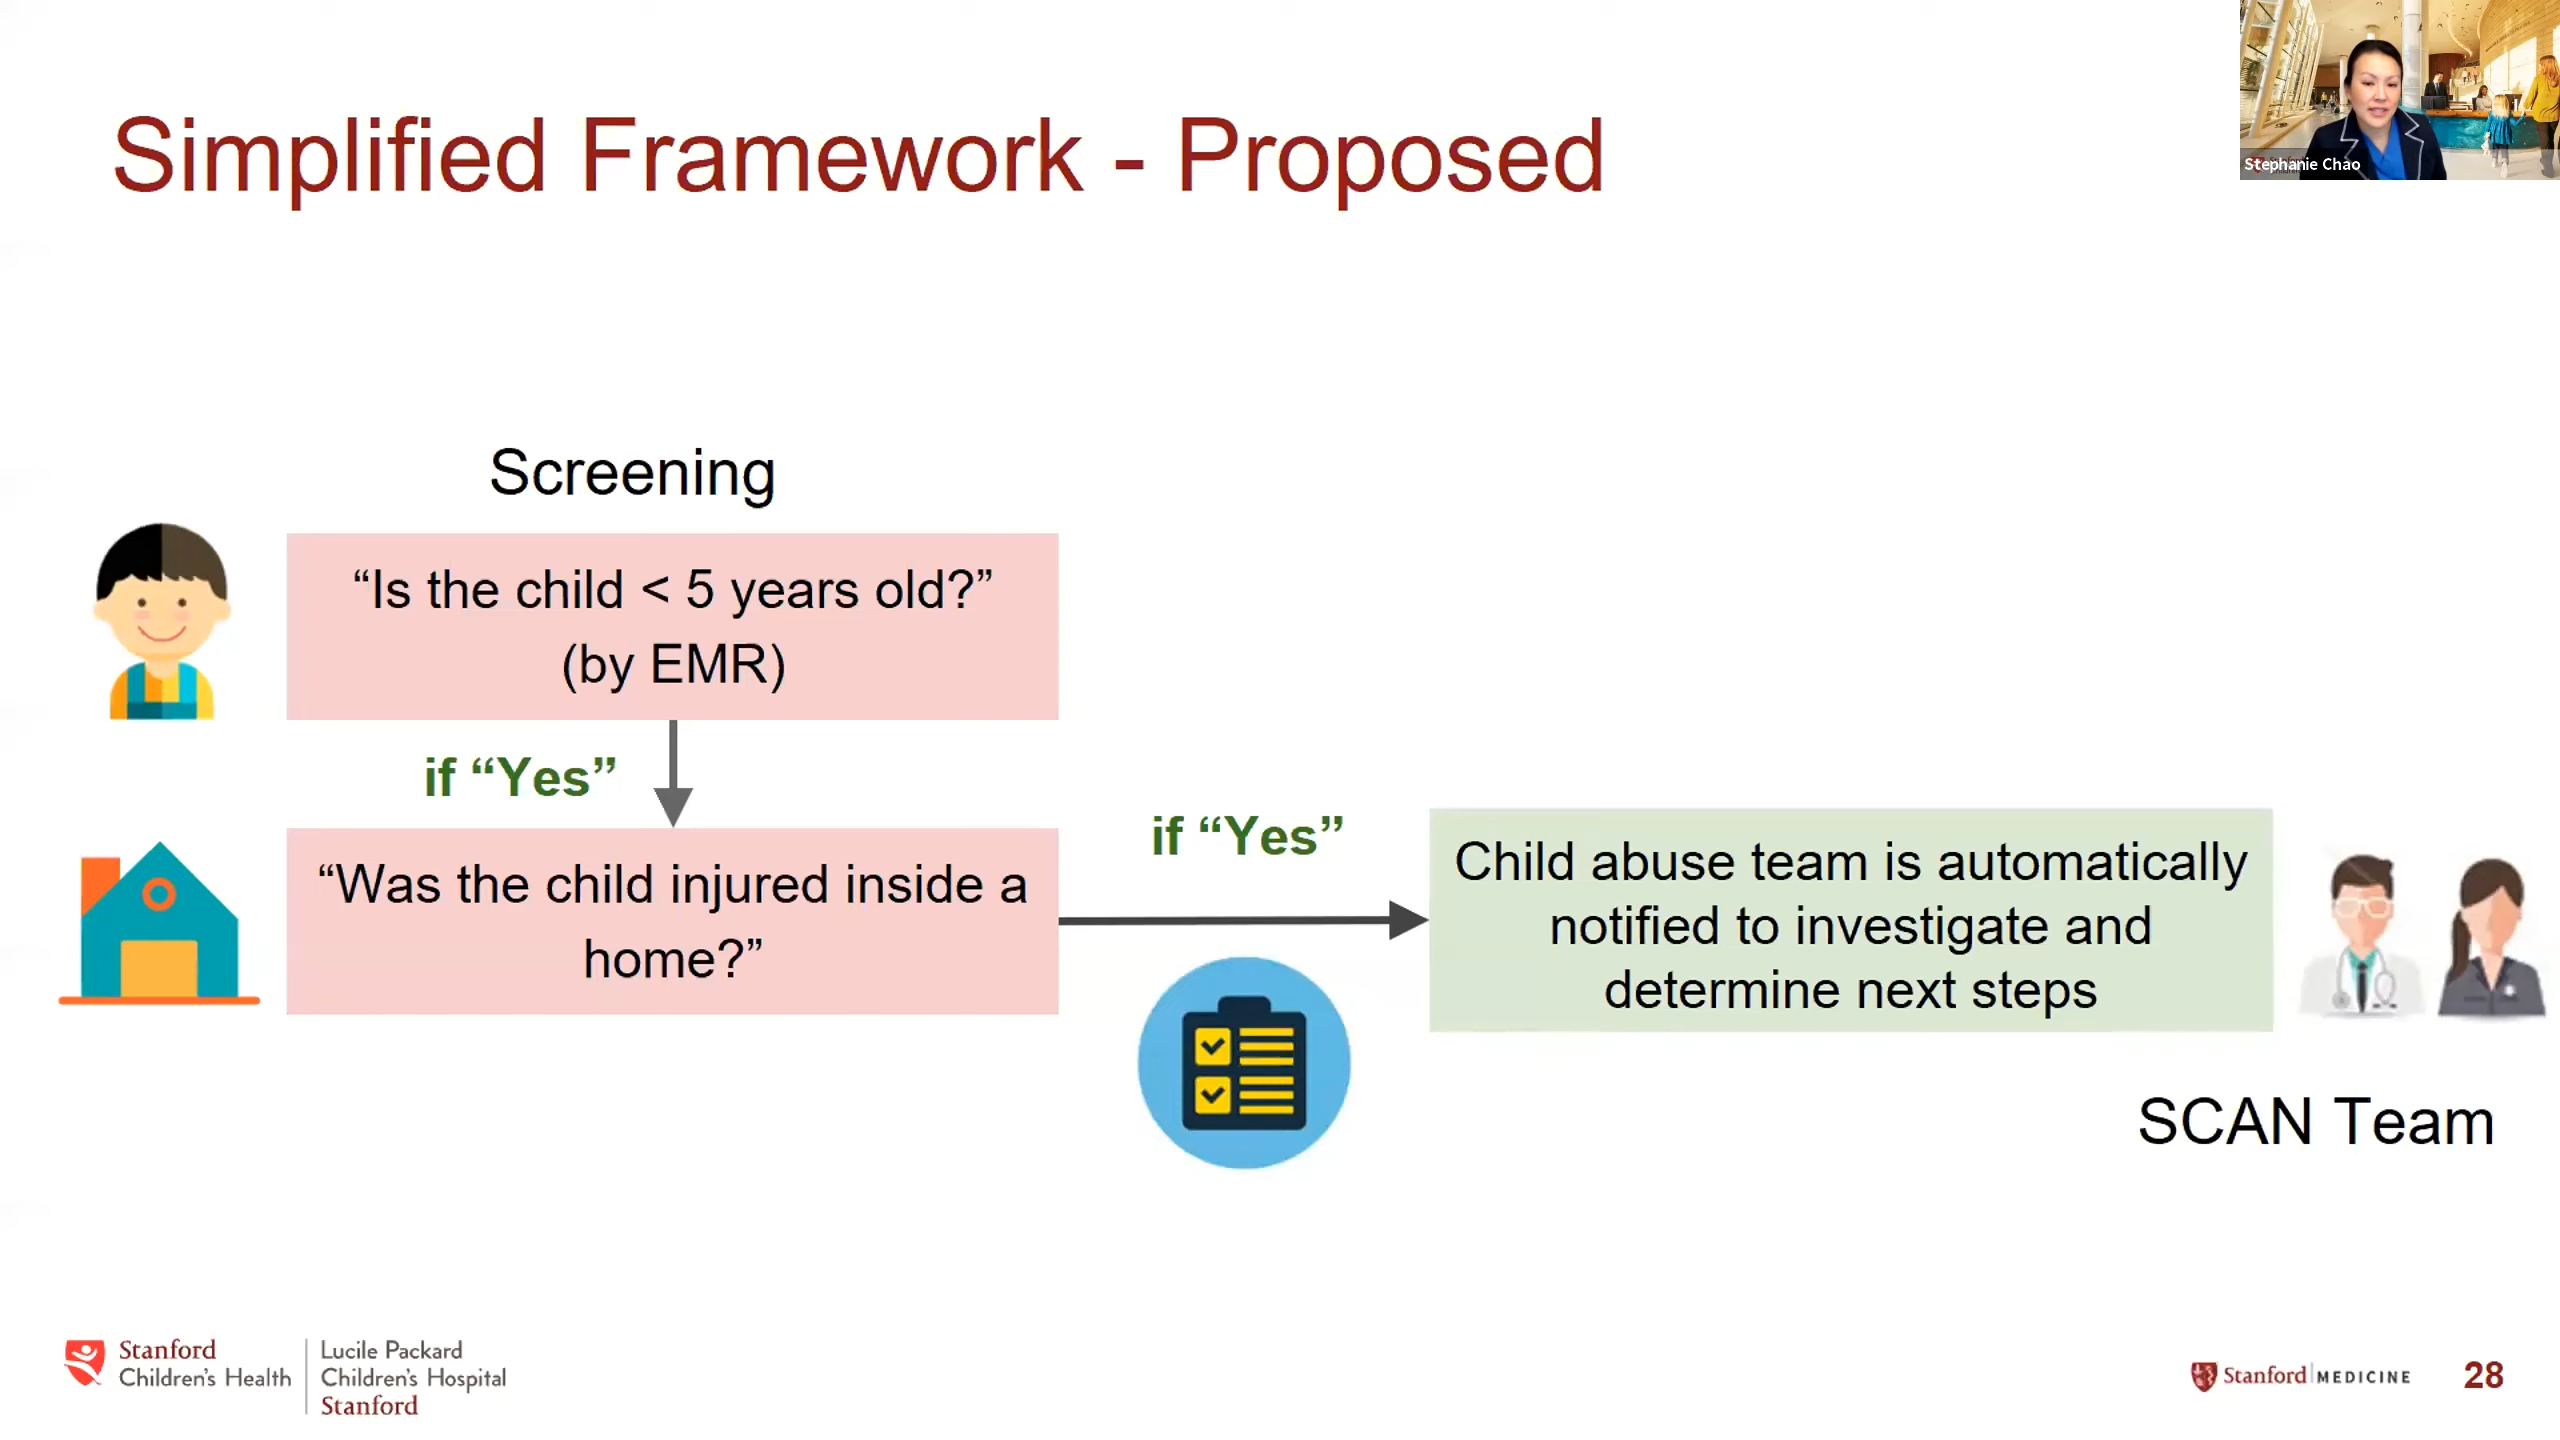 Simplified Framework - Proposed
Stephanie Chao
Screening
“Is the child < 5 years old?”
(by EMR)
if “Yes”
“Was the child injured inside a
home?”
if “Yes”
Child abuse team is automatically
notified to investigate and
determine next steps
SCAN Team
Stanford
Children's Health
Lucile Packard
Children's Hospital
Stanford
Stanford MEDICINE
28